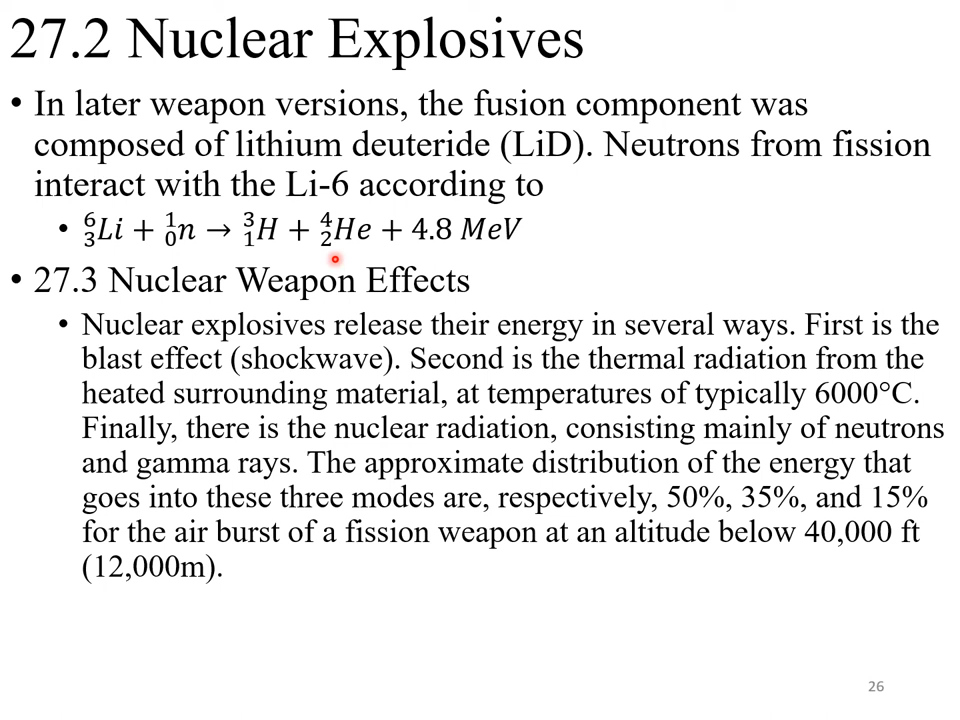 27.2 Nuclear Explosives
• In later weapon versions, the fusion component was
composed of lithium deuteride (LiD). Neutrons from fission
interact with the Li-6 according to
• ⁶₃Li + ¹₀n → ³₁H + ⁴₂He + 4.8 MeV
• 27.3 Nuclear Weapon Effects
• Nuclear explosives release their energy in several ways. First is the
blast effect (shockwave). Second is the thermal radiation from the
heated surrounding material, at temperatures of typically 6000°C.
Finally, there is the nuclear radiation, consisting mainly of neutrons
and gamma rays. The approximate distribution of the energy that
goes into these three modes are, respectively, 50%, 35%, and 15%
for the air burst of a fission weapon at an altitude below 40,000 ft
(12,000m).
26